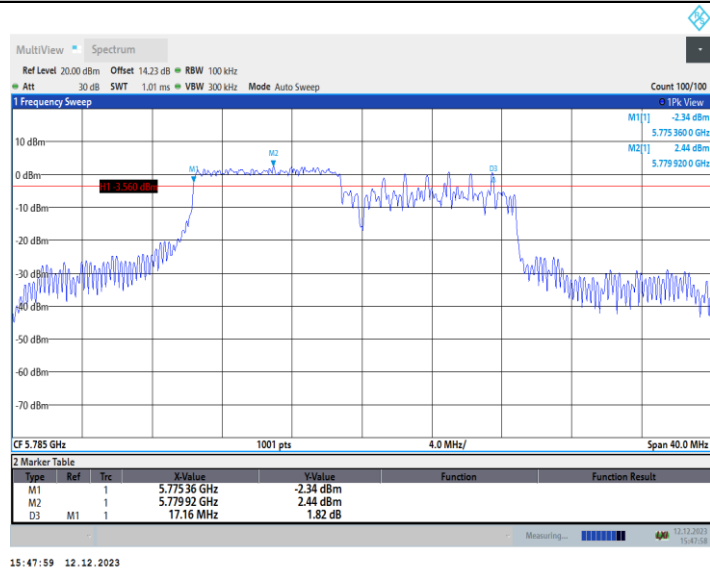 MultiView Spectrum
Ref Level 20.00 dBm Offset 14.23 dB RBW 100 kHz
Att 30 dB SWT 1.01 ms VBW 300 kHz Mode Auto Sweep Count 100/100
1 Frequency Sweep 1Pk View
M1[1] -2.34 dBm
5.775 360 0 GHz
M2[1] 2.44 dBm
5.779 920 0 GHz
10 dBm
M2
M1
D3
0 dBm
H1 -3.560 dBm
-10 dBm
-20 dBm
-30 dBm
-40 dBm
-50 dBm
-60 dBm
-70 dBm
CF 5.785 GHz 1001 pts 4.0 MHz/ Span 40.0 MHz
2 Marker Table
Type Ref Trc X-Value Y-Value Function Function Result
M1 1 5.775 36 GHz -2.34 dBm
M2 1 5.779 92 GHz 2.44 dBm
D3 M1 1 17.16 MHz 1.82 dB
Measuring... 12.12.2023
15:47:58
15:47:59 12.12.2023